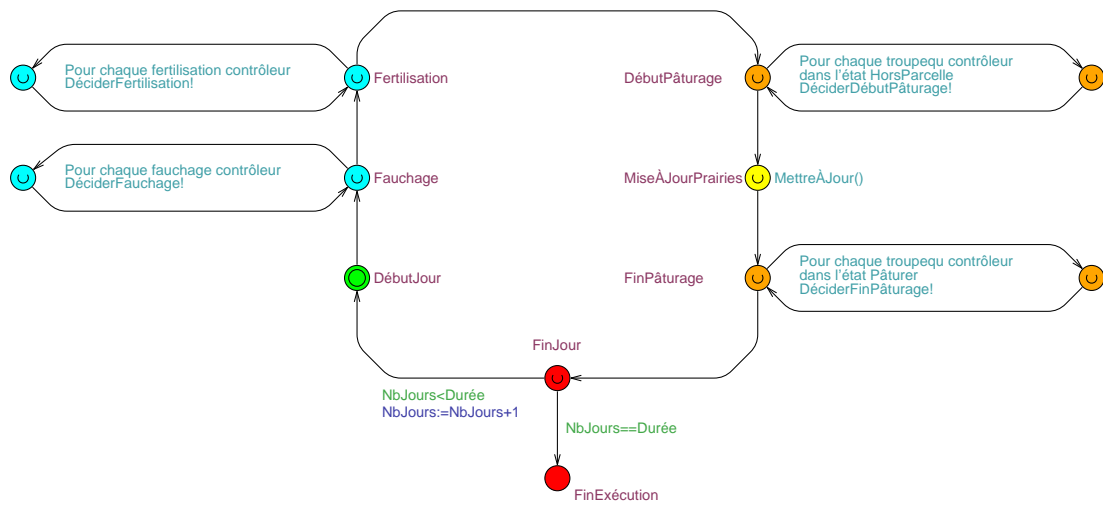 Pour chaque fertilisation contrôleur
DéciderFertilisation!
Fertilisation
DébutPâturage
Pour chaque troupequ contrôleur
dans l'état HorsParcelle
DéciderDébutPâturage!
Pour chaque fauchage contrôleur
DéciderFauchage!
Fauchage
MiseÀJourPrairies
MettreÀJour()
DébutJour
FinPâturage
Pour chaque troupequ contrôleur
dans l'état Pâturer
DéciderFinPâturage!
FinJour
NbJours<Durée
NbJours:=NbJours+1
NbJours==Durée
FinExécution